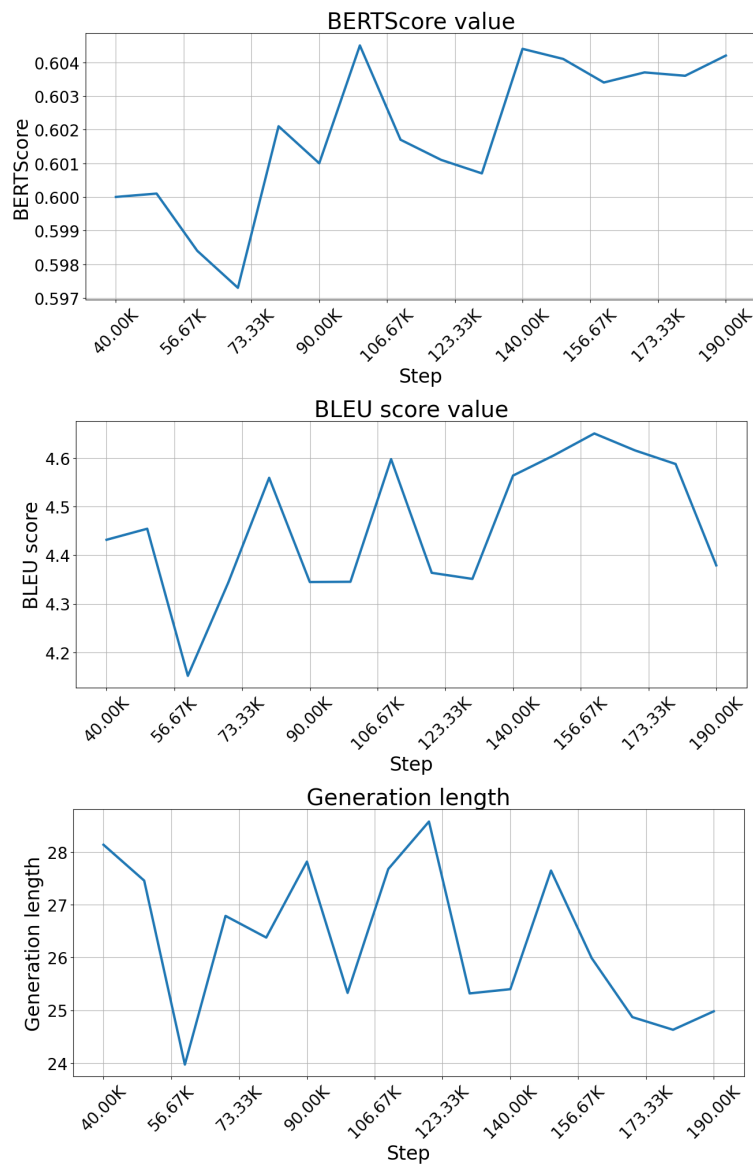 BERTScore value
BERTScore
0.604
0.603
0.602
0.601
0.600
0.599
0.598
0.597
40.00K 56.67K 73.33K 90.00K 106.67K 123.33K 140.00K 156.67K 173.33K 190.00K
Step
BLEU score value
BLEU score
4.6
4.5
4.4
4.3
4.2
40.00K 56.67K 73.33K 90.00K 106.67K 123.33K 140.00K 156.67K 173.33K 190.00K
Step
Generation length
Generation length
28
27
26
25
24
40.00K 56.67K 73.33K 90.00K 106.67K 123.33K 140.00K 156.67K 173.33K 190.00K
Step